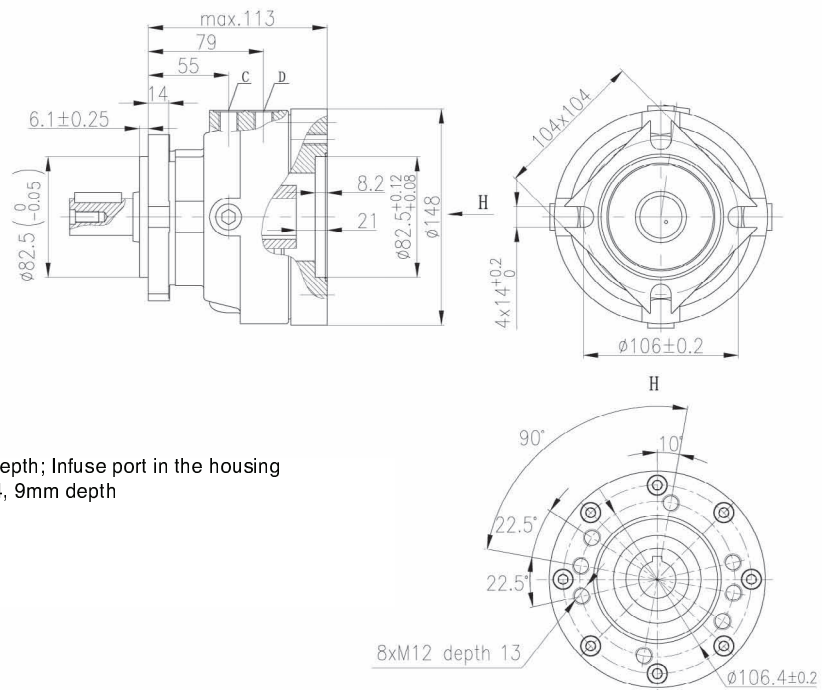 max.113
79
55
C
D
14
6.1±0.25
ø82.5 ( 0 -0.05 )
8.2
21
ø82.5 +0.12 +0.08
ø148
H
104x104
4x14 +0.2 0
ø106±0.2
H
90°
10°
22.5°
22.5°
8xM12 depth 13
ø106.4±0.2
epth; Infuse port in the housing
, 9mm depth